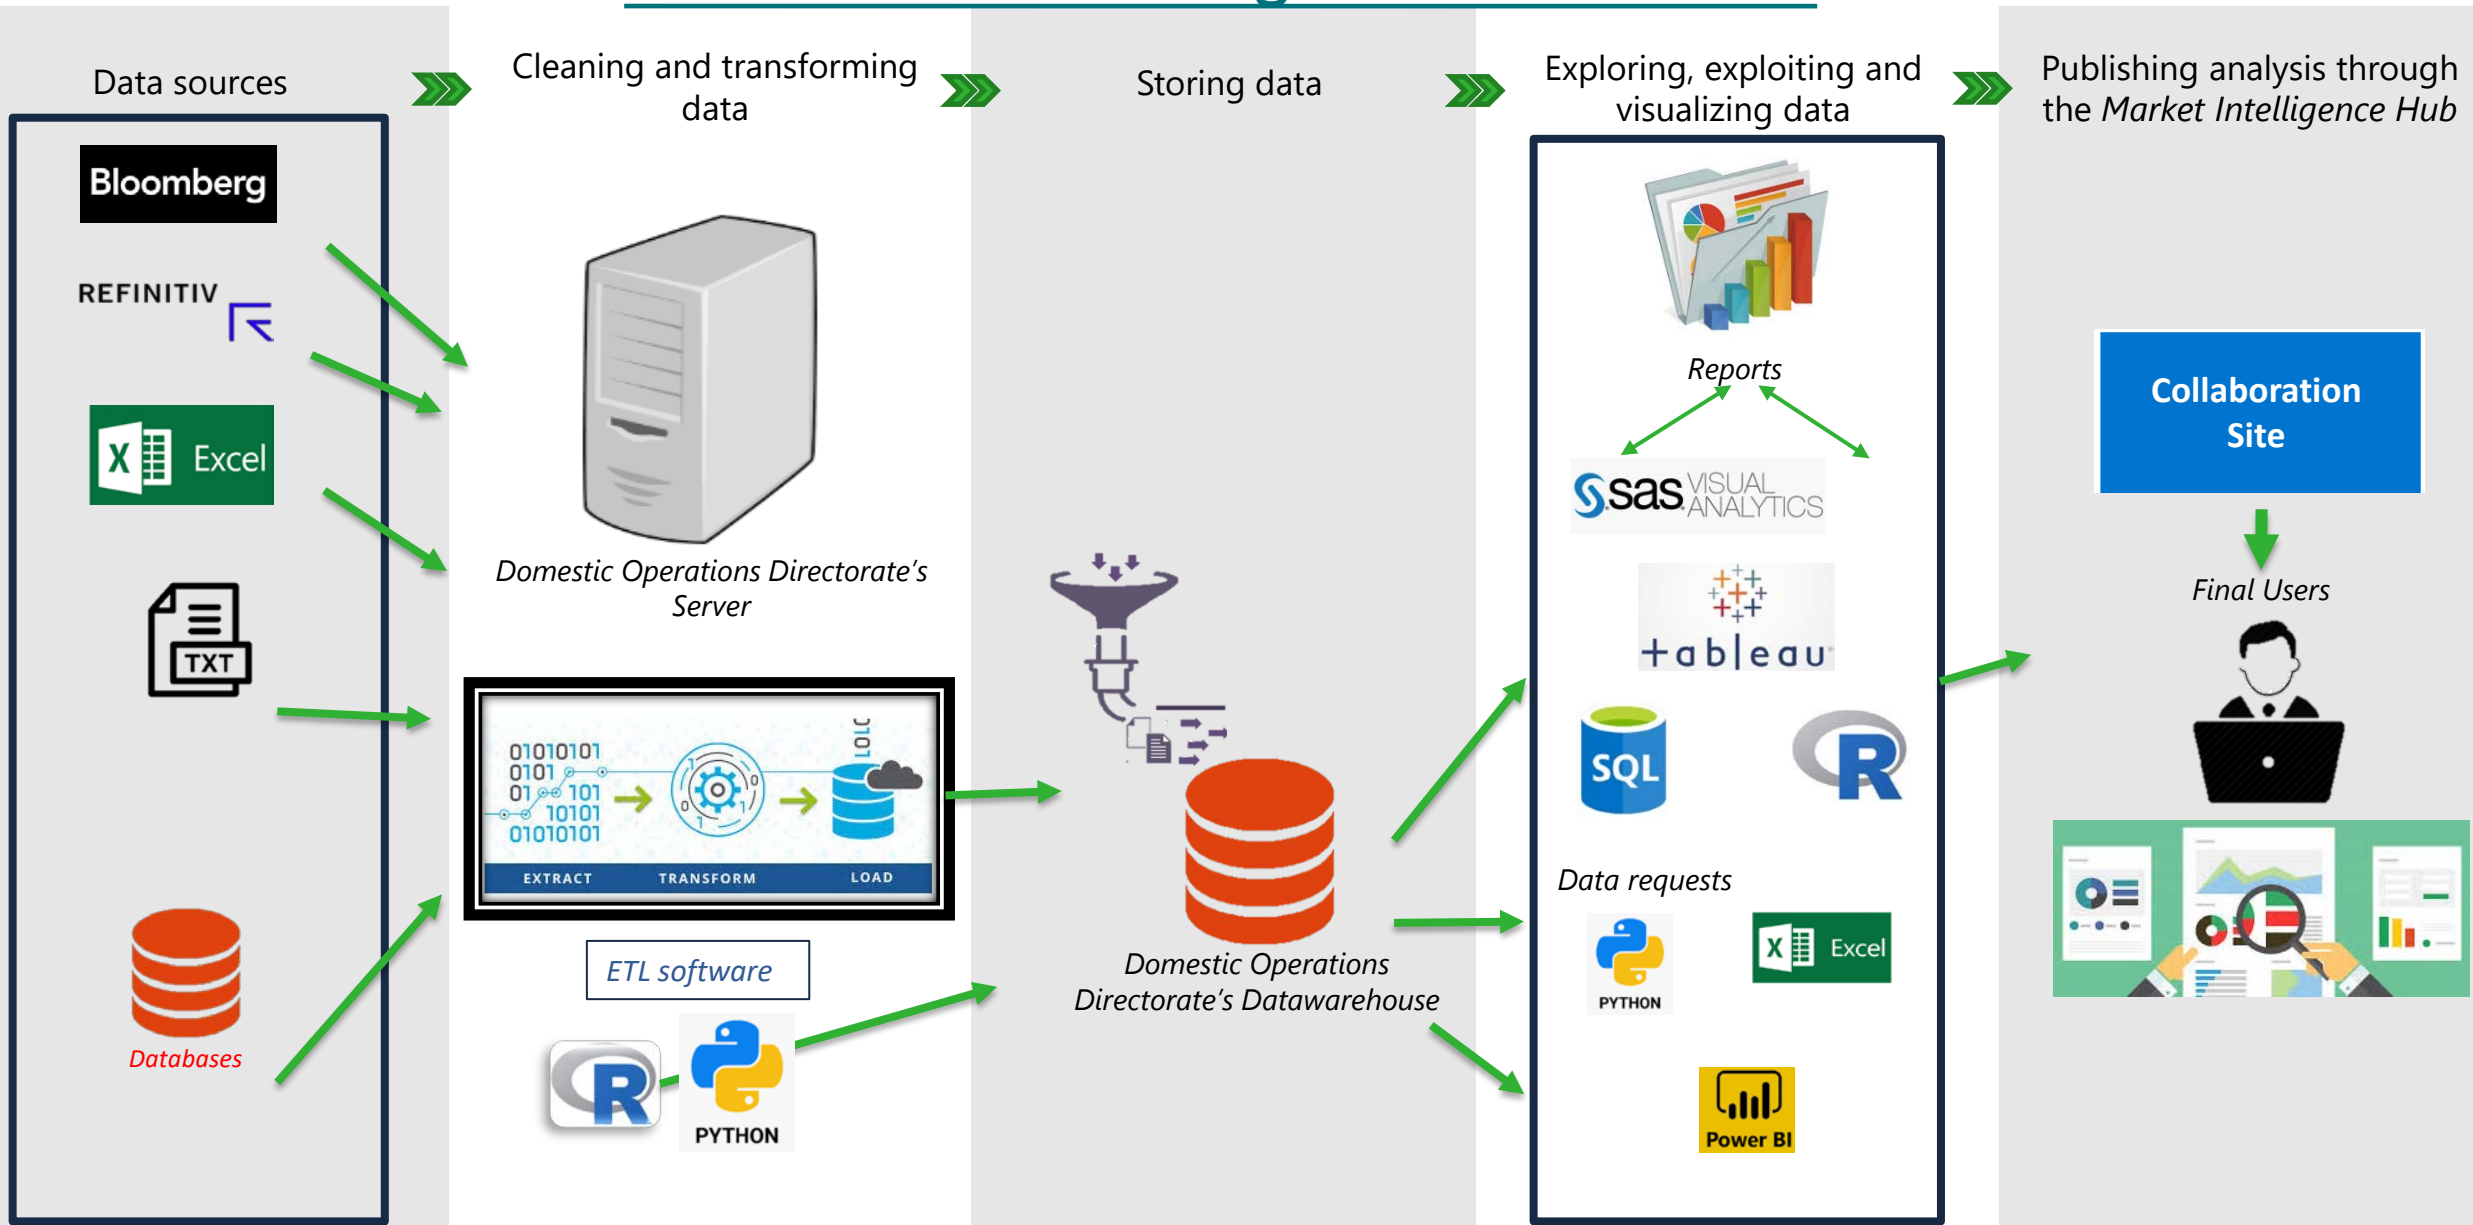 Data sources
Cleaning and transforming
data
Storing data
Exploring, exploiting and
visualizing data
Publishing analysis through
the Market Intelligence Hub
Bloomberg
REFINITIV
X Excel
TXT
Databases
Domestic Operations Directorate's
Server
01010101
0101
01 101
10101
01010101
EXTRACT
TRANSFORM
LOAD
ETL software
R
PYTHON
Domestic Operations
Directorate's Datawarehouse
Reports
sas VISUAL
ANALYTICS
+ableau
SQL
R
Data requests
PYTHON
X Excel
Power BI
Collaboration
Site
Final Users